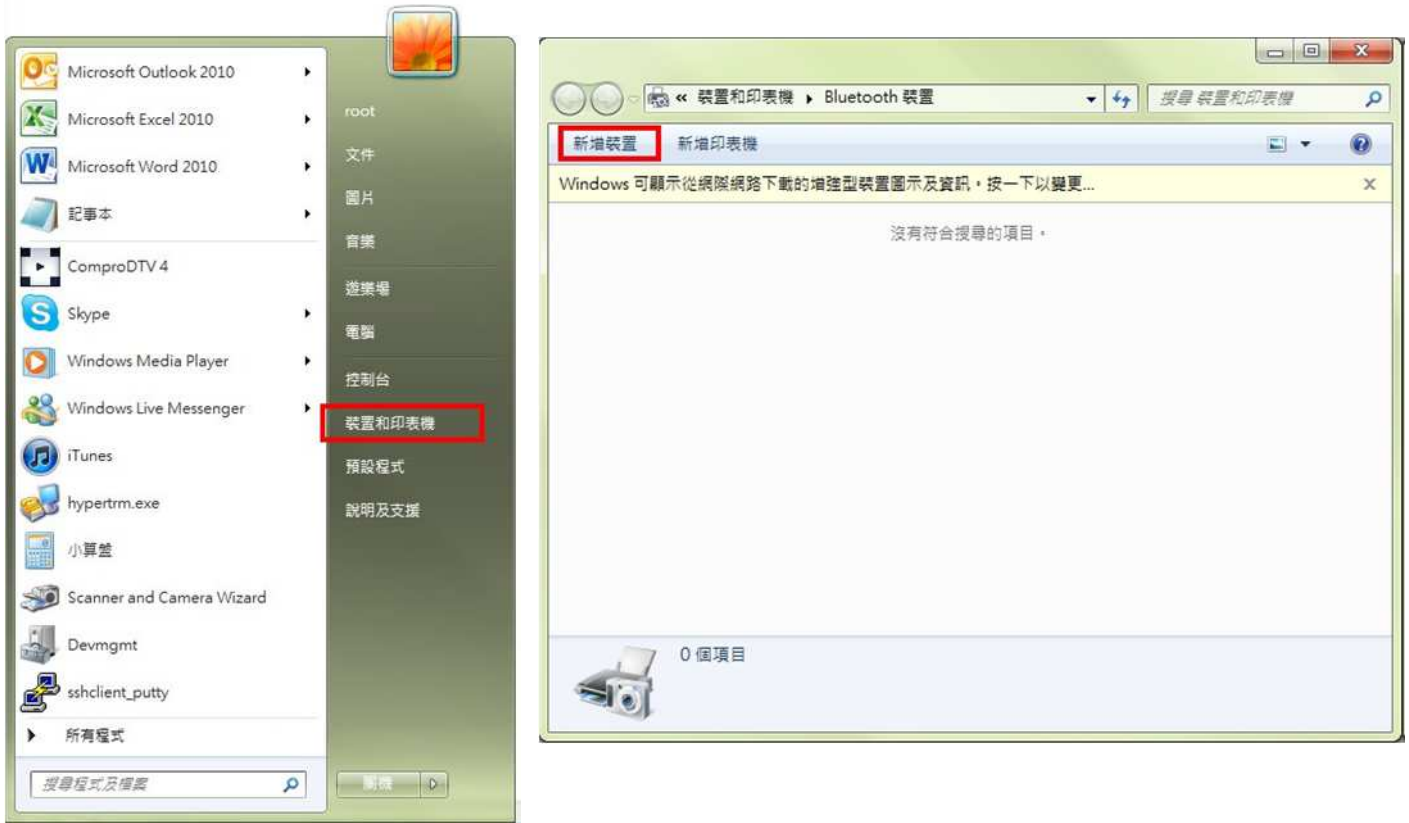 Microsoft Outlook 2010
Microsoft Excel 2010
Microsoft Word 2010
記事本
ComproDTV 4
Skype
Windows Media Player
Windows Live Messenger
iTunes
hypertrm.exe
小算盤
Scanner and Camera Wizard
Devmgmt
sshclient_putty
所有程式
搜尋程式及檔案
root
文件
圖片
音樂
遊樂場
電腦
控制台
裝置和印表機
預設程式
說明及支援
關機
« 裝置和印表機 ▸ Bluetooth 裝置
搜尋 裝置和印表機
新增裝置 新增印表機
Windows 可顯示從網際網路下載的增強型裝置圖示及資訊。按一下以變更...
沒有符合搜尋的項目。
0 個項目